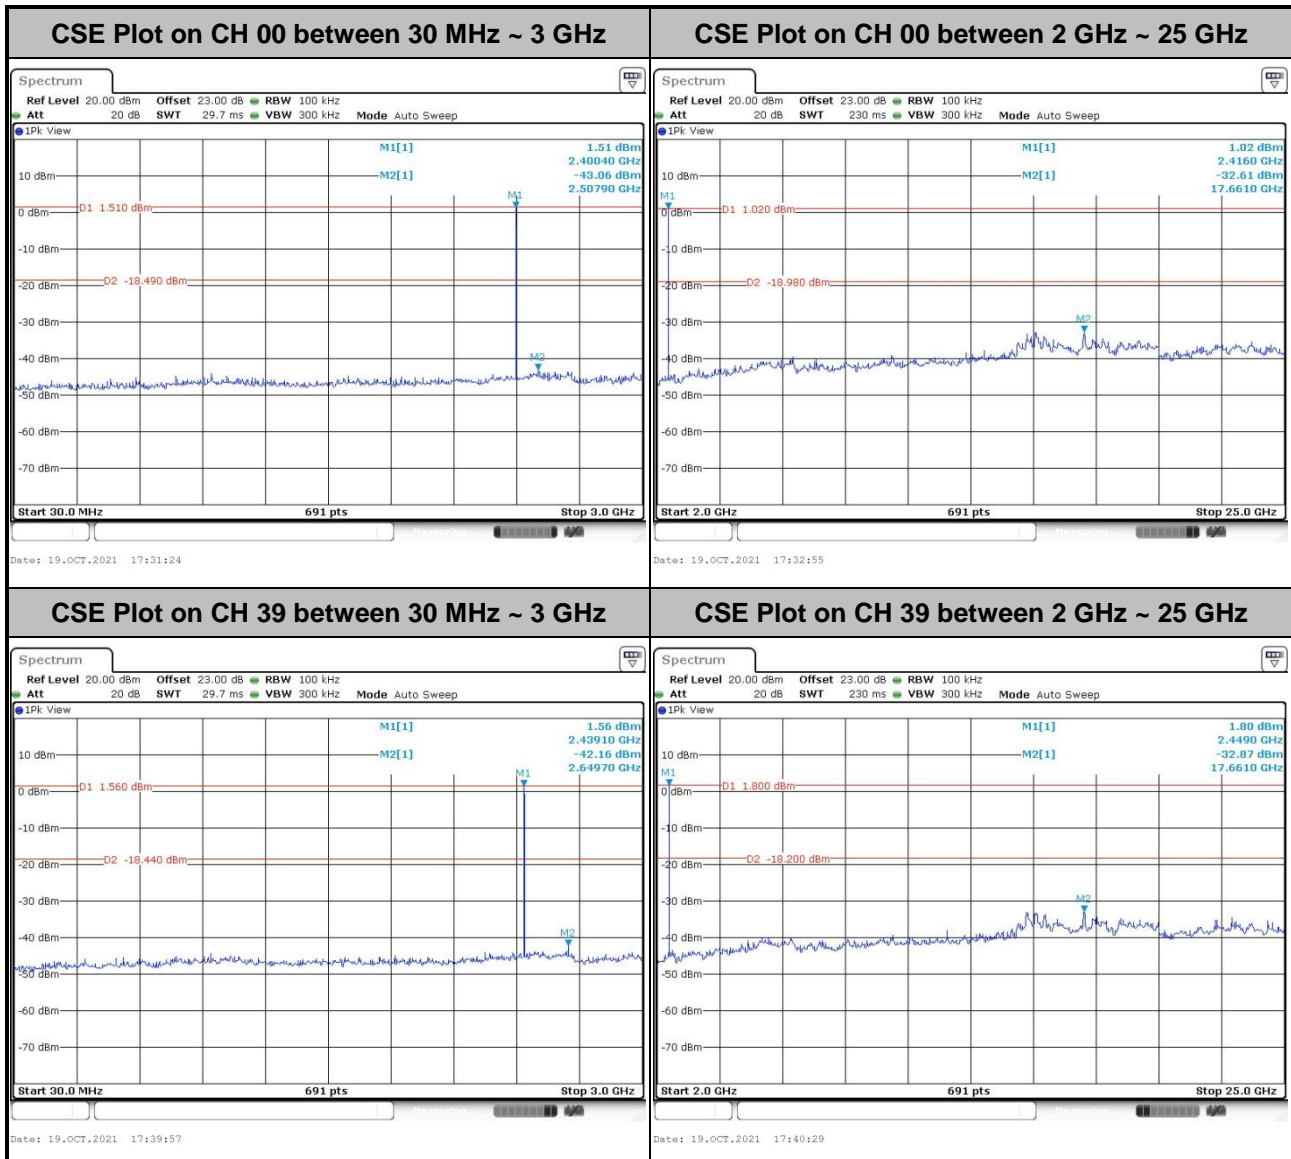 CSE Plot on CH 00 between 30 MHz ~ 3 GHz
Spectrum
Ref Level 20.00 dBm Offset 23.00 dB RBW 100 kHz
Att 20 dB SWT 29.7 ms VBW 300 kHz Mode Auto Sweep
1Pk View
M1[1] 1.51 dBm
2.40040 GHz
M2[1] -43.06 dBm
2.50790 GHz
10 dBm
M1
D1 1.510 dBm
0 dBm
-10 dBm
D2 -18.490 dBm
-20 dBm
-30 dBm
M2
-40 dBm
-50 dBm
-60 dBm
-70 dBm
Start 30.0 MHz 691 pts Stop 3.0 GHz
Date: 19.OCT.2021 17:31:24
CSE Plot on CH 00 between 2 GHz ~ 25 GHz
Spectrum
Ref Level 20.00 dBm Offset 23.00 dB RBW 100 kHz
Att 20 dB SWT 230 ms VBW 300 kHz Mode Auto Sweep
1Pk View
M1[1] 1.02 dBm
2.4160 GHz
M2[1] -32.61 dBm
17.6610 GHz
10 dBm
M1
D1 1.020 dBm
0 dBm
-10 dBm
D2 -18.980 dBm
-20 dBm
M2
-30 dBm
-40 dBm
-50 dBm
-60 dBm
-70 dBm
Start 2.0 GHz 691 pts Stop 25.0 GHz
Date: 19.OCT.2021 17:32:55
CSE Plot on CH 39 between 30 MHz ~ 3 GHz
Spectrum
Ref Level 20.00 dBm Offset 23.00 dB RBW 100 kHz
Att 20 dB SWT 29.7 ms VBW 300 kHz Mode Auto Sweep
1Pk View
M1[1] 1.56 dBm
2.43910 GHz
M2[1] -42.16 dBm
2.64970 GHz
10 dBm
M1
D1 1.560 dBm
0 dBm
-10 dBm
D2 -18.440 dBm
-20 dBm
-30 dBm
M2
-40 dBm
-50 dBm
-60 dBm
-70 dBm
Start 30.0 MHz 691 pts Stop 3.0 GHz
Date: 19.OCT.2021 17:39:57
CSE Plot on CH 39 between 2 GHz ~ 25 GHz
Spectrum
Ref Level 20.00 dBm Offset 23.00 dB RBW 100 kHz
Att 20 dB SWT 230 ms VBW 300 kHz Mode Auto Sweep
1Pk View
M1[1] 1.80 dBm
2.4490 GHz
M2[1] -32.87 dBm
17.6610 GHz
10 dBm
M1
D1 1.800 dBm
0 dBm
-10 dBm
D2 -18.200 dBm
-20 dBm
M2
-30 dBm
-40 dBm
-50 dBm
-60 dBm
-70 dBm
Start 2.0 GHz 691 pts Stop 25.0 GHz
Date: 19.OCT.2021 17:40:29